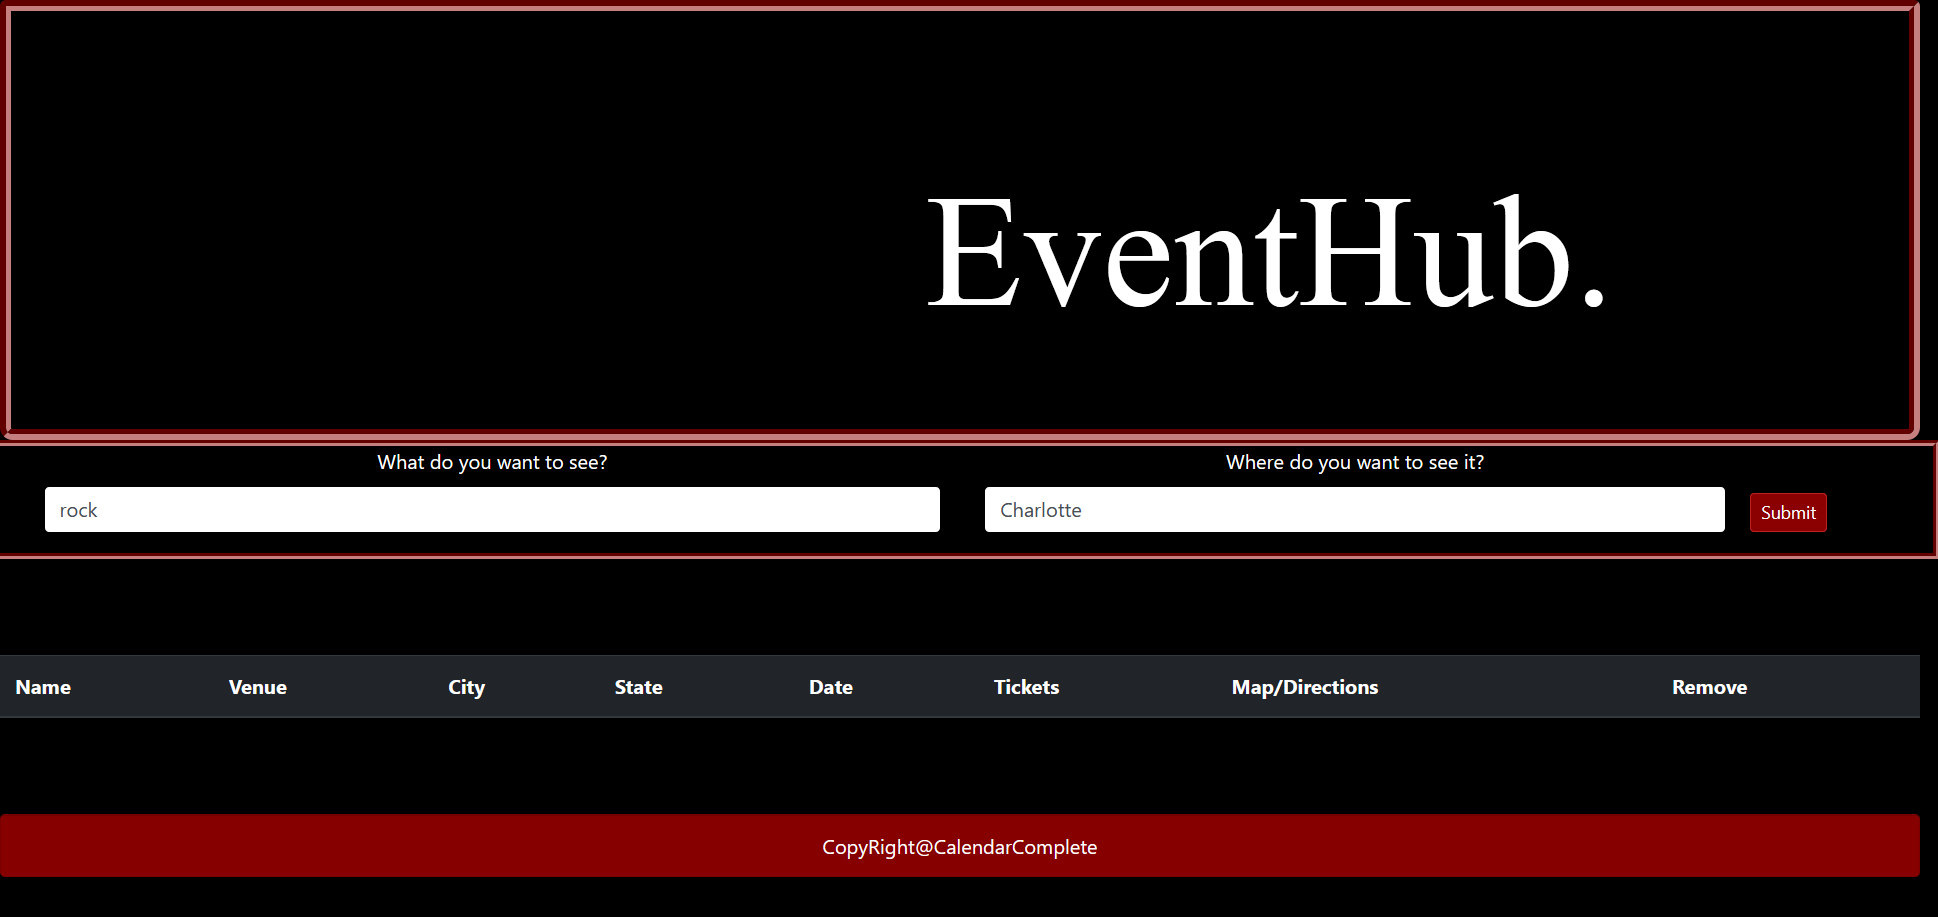 EventHub.
What do you want to see? Where do you want to see it?
rock Charlotte Submit
Name Venue City State Date Tickets Map/Directions Remove
CopyRight@CalendarComplete